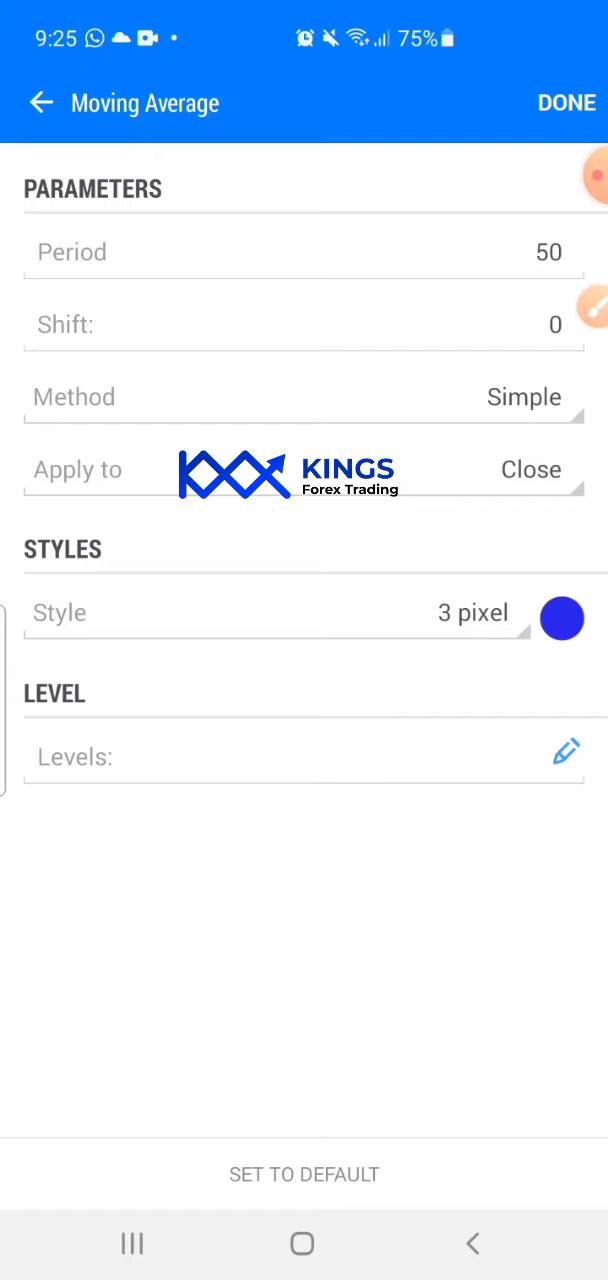 9:25 75%
Moving Average DONE
PARAMETERS
Period 50
Shift: 0
Method Simple
Apply to Close
KINGS
Forex Trading
STYLES
Style 3 pixel
LEVEL
Levels:
SET TO DEFAULT